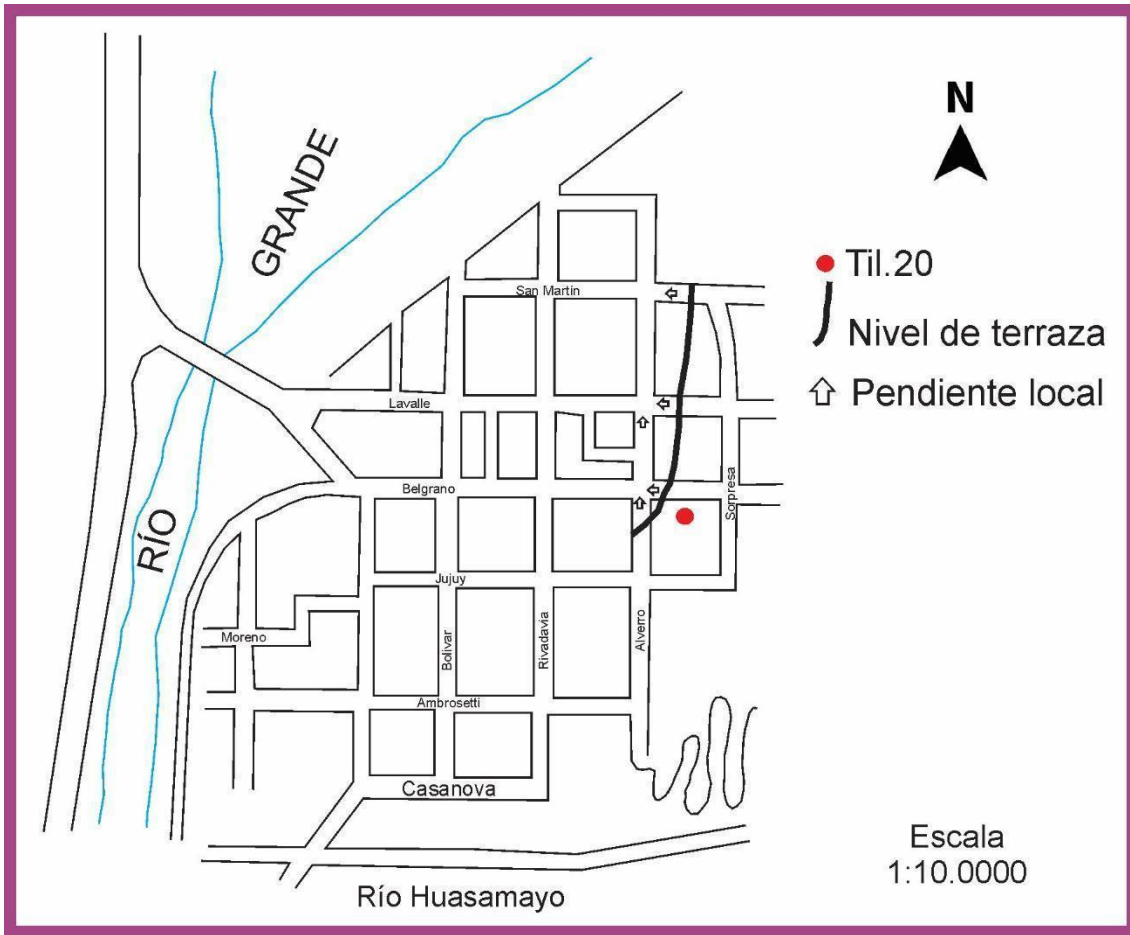 N
GRANDE
Til.20
San Martin
Nivel de terraza
Pendiente local
Lavalle
Belgrano
Sorpresa
RÍO
Jujuy
Moreno
Bolivar
Rivadavia
Alverro
Ambrosetti
Casanova
Escala
1:10.0000
Río Huasamayo